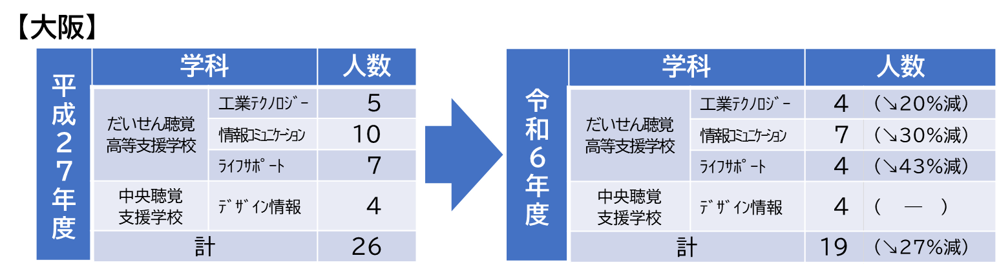 【大阪】
平成27年度
学科 人数
だいせん聴覚
高等支援学校
工業ﾃｸﾉﾛｼﾞｰ 5
情報ｺﾐｭﾆｹｰｼｮﾝ 10
ﾗｲﾌｻﾎﾟｰﾄ 7
中央聴覚
支援学校
ﾃﾞｻﾞｲﾝ情報 4
計 26
令和6年度
学科 人数
だいせん聴覚
高等支援学校
工業ﾃｸﾉﾛｼﾞｰ 4 (↘20%減)
情報ｺﾐｭﾆｹｰｼｮﾝ 7 (↘30%減)
ﾗｲﾌｻﾎﾟｰﾄ 4 (↘43%減)
中央聴覚
支援学校
ﾃﾞｻﾞｲﾝ情報 4 ( ― )
計 19 (↘27%減)